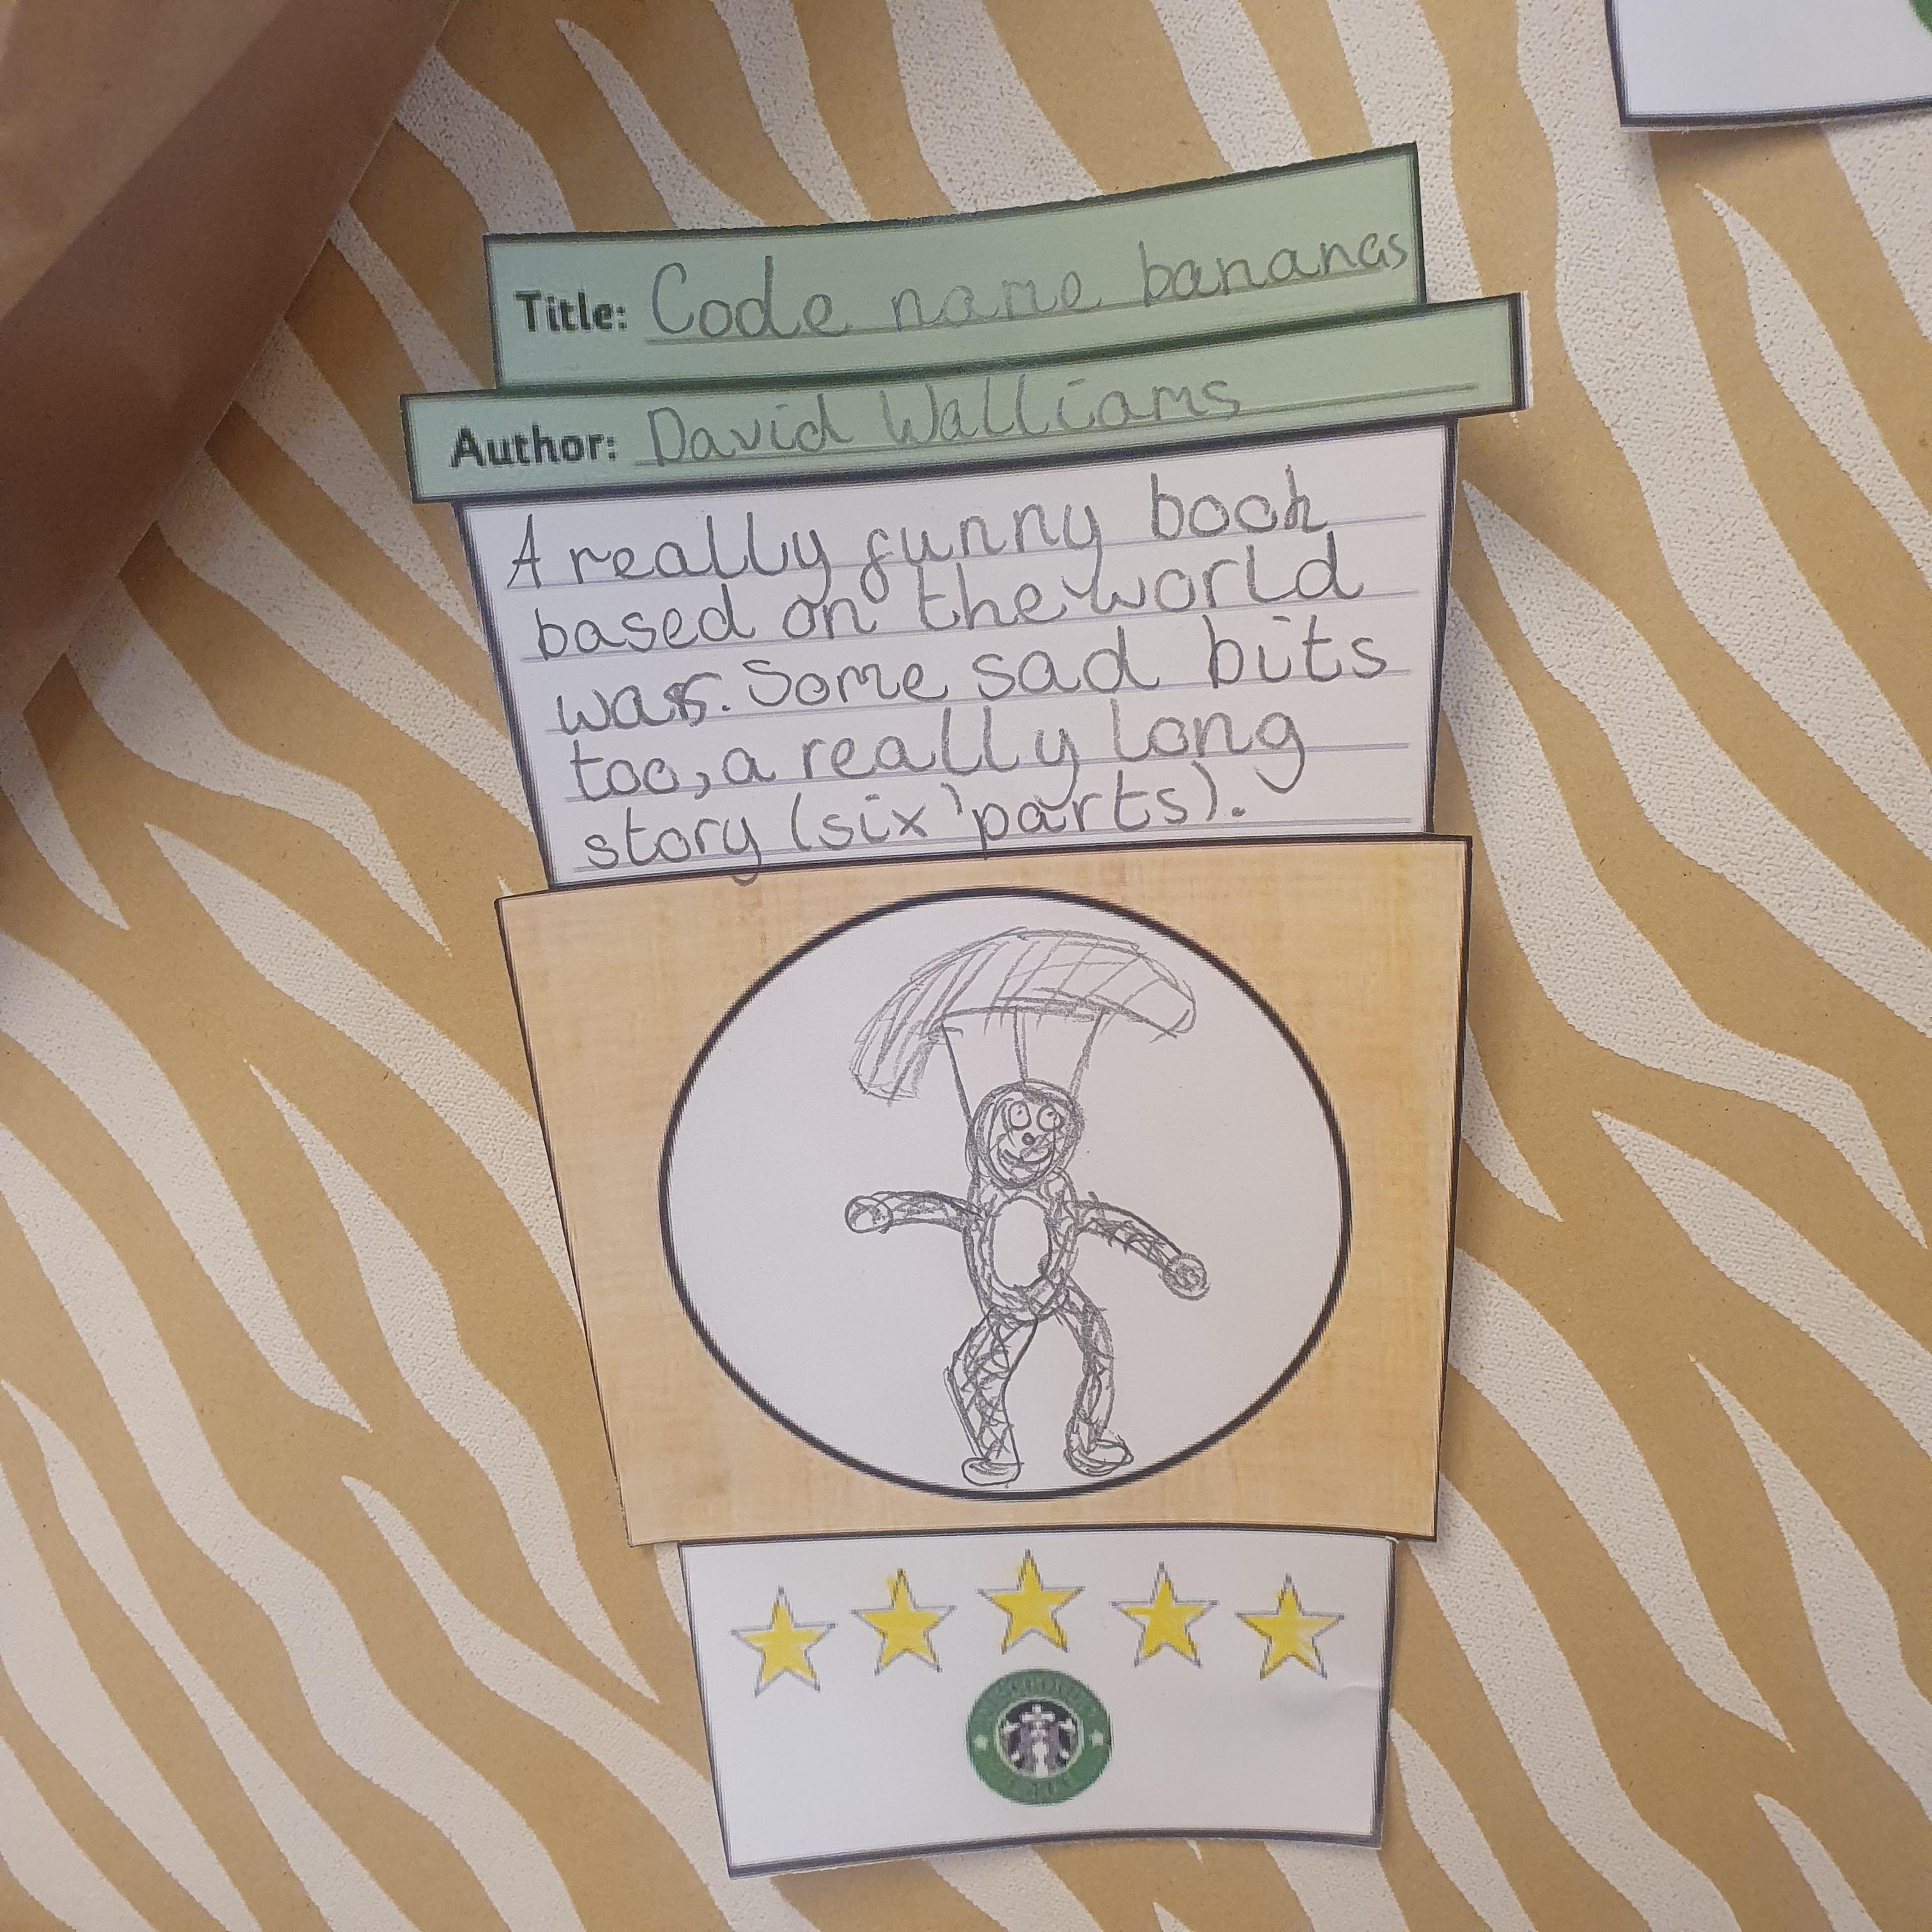 Title: Code name bananas
Author: David Walliams
A really funny book
based on the world
wars. Some sad bits
too, a really long
story (six parts).